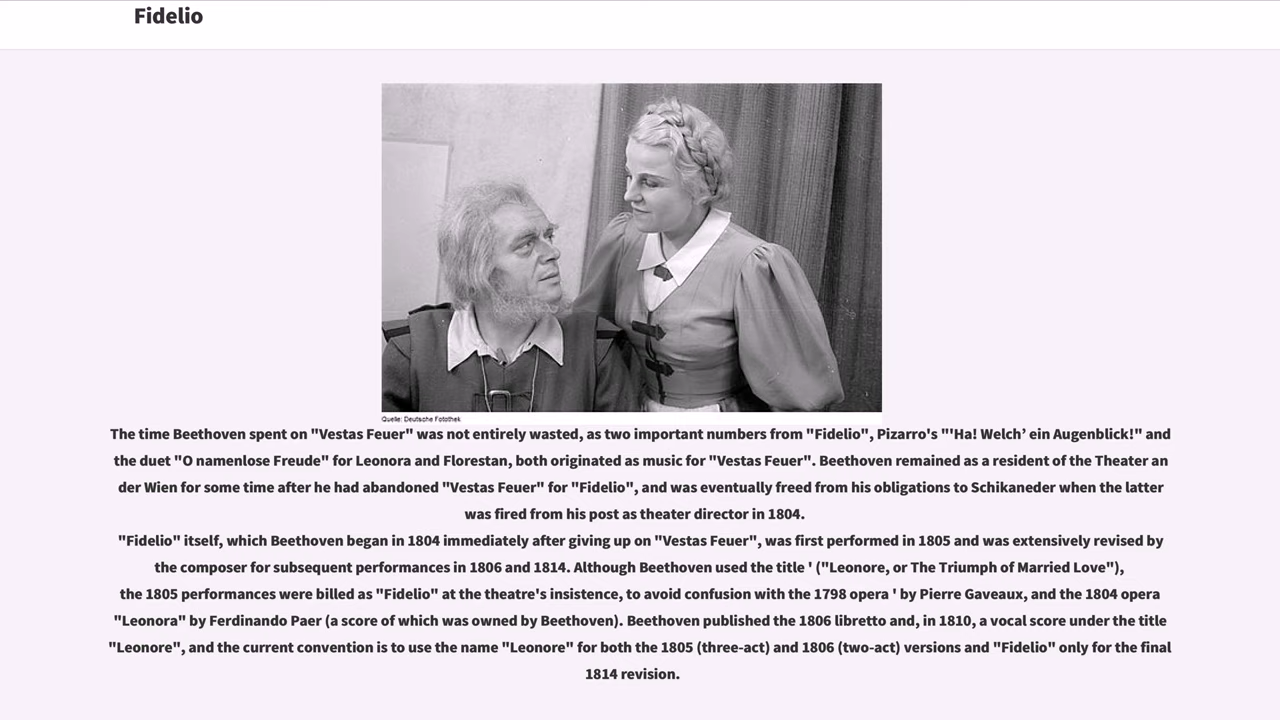 Fidelio
Quelle: Deutsche Fotothek
The time Beethoven spent on "Vestas Feuer" was not entirely wasted, as two important numbers from "Fidelio", Pizarro's "'Ha! Welch’ ein Augenblick!" and
the duet "O namenlose Freude" for Leonora and Florestan, both originated as music for "Vestas Feuer". Beethoven remained as a resident of the Theater an
der Wien for some time after he had abandoned "Vestas Feuer" for "Fidelio", and was eventually freed from his obligations to Schikaneder when the latter
was fired from his post as theater director in 1804.
"Fidelio" itself, which Beethoven began in 1804 immediately after giving up on "Vestas Feuer", was first performed in 1805 and was extensively revised by
the composer for subsequent performances in 1806 and 1814. Although Beethoven used the title ' ("Leonore, or The Triumph of Married Love"),
the 1805 performances were billed as "Fidelio" at the theatre's insistence, to avoid confusion with the 1798 opera ' by Pierre Gaveaux, and the 1804 opera
"Leonora" by Ferdinando Paer (a score of which was owned by Beethoven). Beethoven published the 1806 libretto and, in 1810, a vocal score under the title
"Leonore", and the current convention is to use the name "Leonore" for both the 1805 (three-act) and 1806 (two-act) versions and "Fidelio" only for the final
1814 revision.